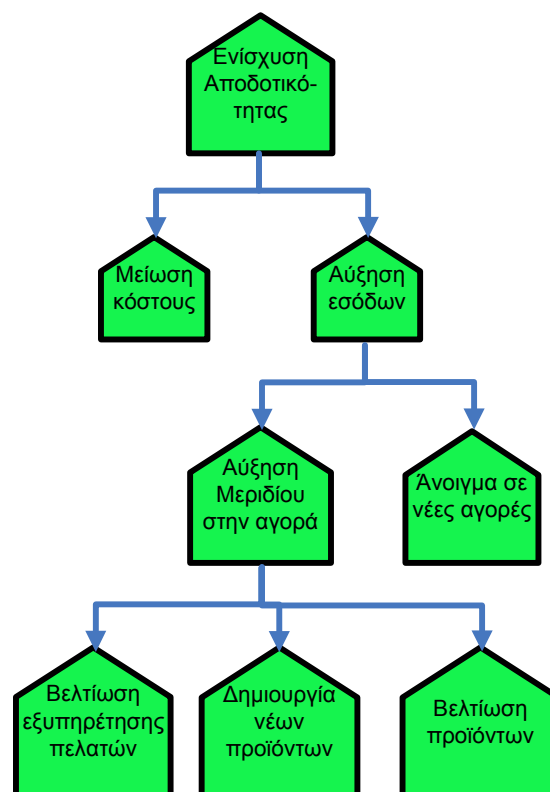 Ενίσχυση
Αποδοτικό-
τητας
Μείωση
κόστους
Αύξηση
εσόδων
Αύξηση
Μεριδίου
στην αγορά
Άνοιγμα σε
νέες αγορές
Βελτίωση
εξυπηρέτησης
πελατών
Δημιουργία
νέων
προϊόντων
Βελτίωση
προϊόντων